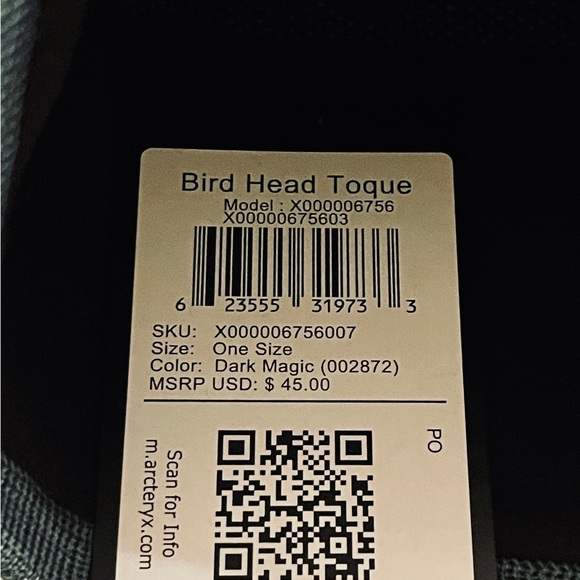 Bird Head Toque
Model : X000006756
X00000675603
6 23555 31973 3
SKU: X000006756007
Size: One Size
Color: Dark Magic (002872)
MSRP USD: $ 45.00
PO
Scan for Info
m.arcteryx.com